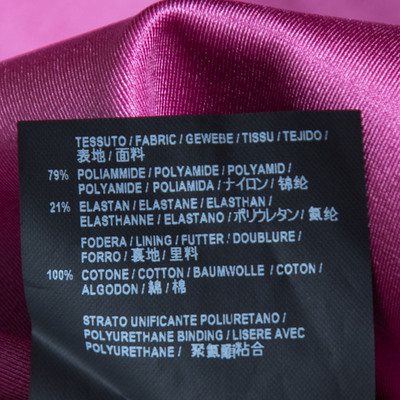 TESSUTO / FABRIC / GEWEBE / TISSU / TEJIDO /
表地 / 面料
79% POLIAMMIDE / POLYAMIDE / POLYAMID /
POLYAMIDE / POLIAMIDA / ナイロン / 锦纶
21% ELASTAN / ELASTANE / ELASTHAN /
ELASTHANNE / ELASTANO / ポリウレタン / 氨纶
FODERA / LINING / FUTTER / DOUBLURE /
FORRO / 裏地 / 里料
100% COTONE / COTTON / BAUMWOLLE / COTON /
ALGODON / 綿 / 棉
STRATO UNIFICANTE POLIURETANO /
POLYURETHANE BINDING / LISERE AVEC
POLYURETHANE / 聚氨酯粘合